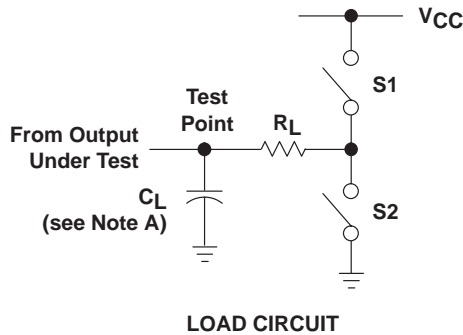 VCC
S1
Test
Point
RL
From Output
Under Test
CL
(see Note A)
S2
LOAD CIRCUIT